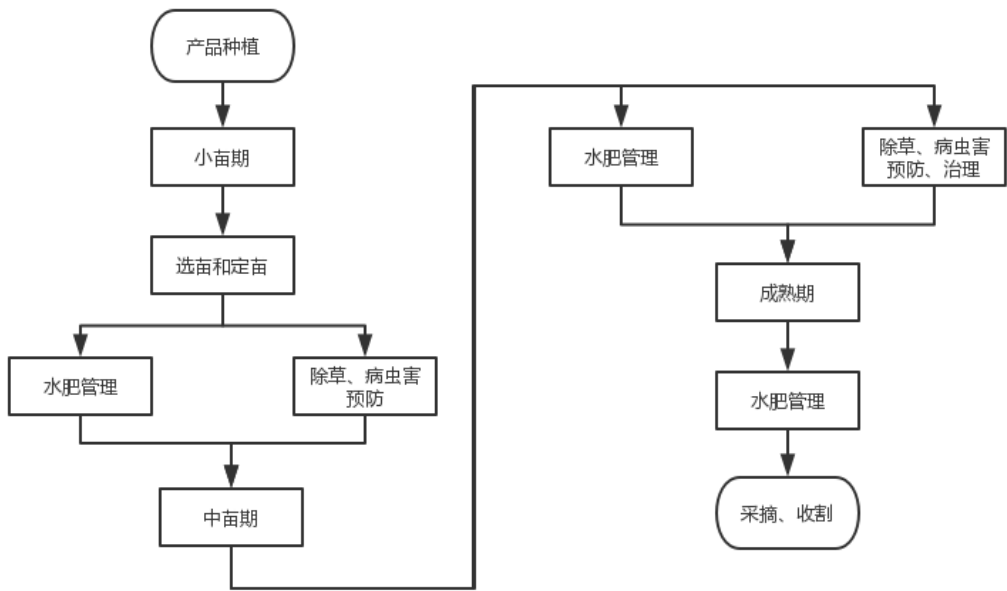 产品种植
小苗期
选苗和定苗
水肥管理
除草、病虫害
预防
中苗期
水肥管理
除草、病虫害
预防、治理
成熟期
水肥管理
采摘、收割